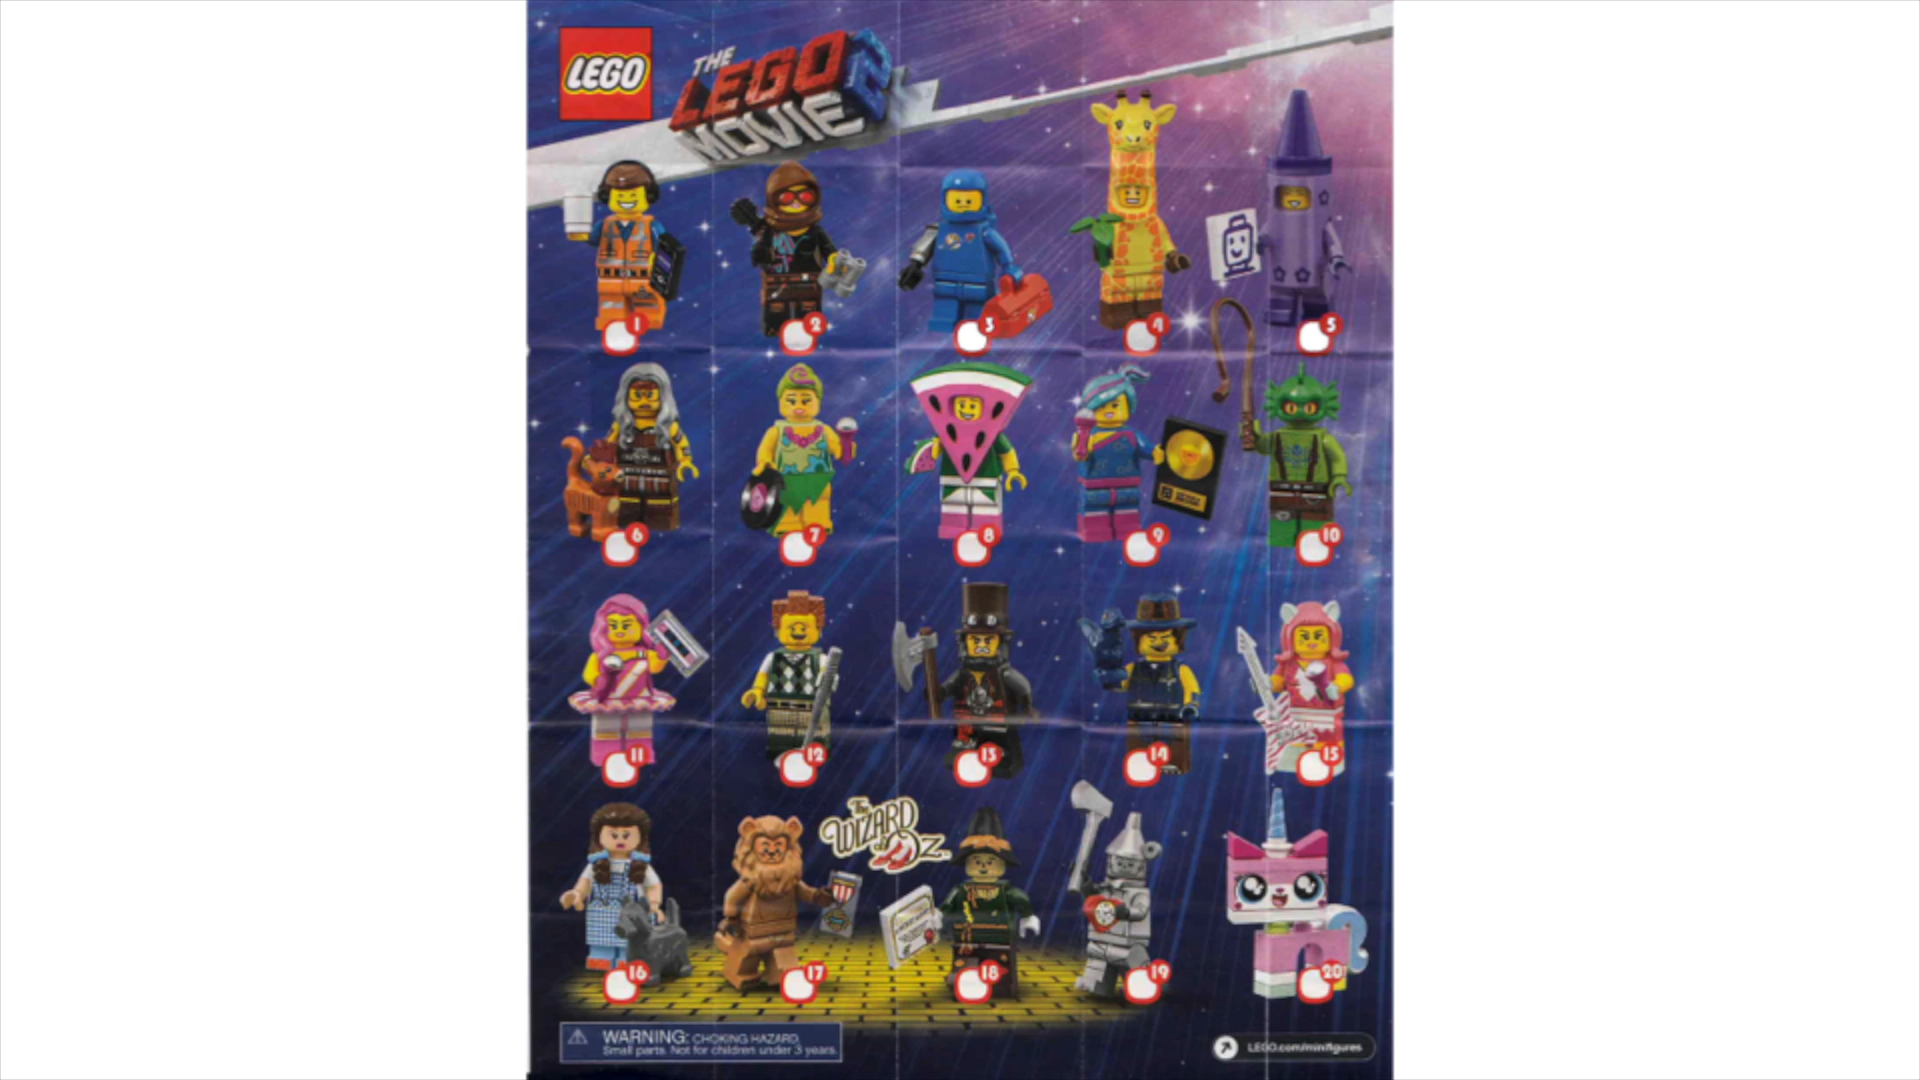 LEGO
THE
LEGO
MOVIE 2
1
2
3
4
5
6
7
8
9
10
11
12
13
14
15
The
WIZARD
of OZ
16
17
18
19
20
WARNING: CHOKING HAZARD.
Small parts. Not for children under 3 years.
LEGO.com/minifigures